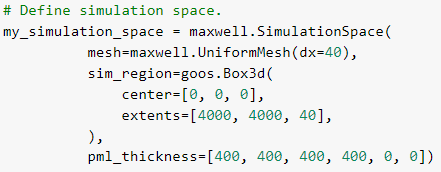 # Define simulation space.
my_simulation_space = maxwell.SimulationSpace(
        mesh=maxwell.UniformMesh(dx=40),
        sim_region=goos.Box3d(
            center=[0, 0, 0],
            extents=[4000, 4000, 40],
        ),
        pml_thickness=[400, 400, 400, 400, 0, 0])